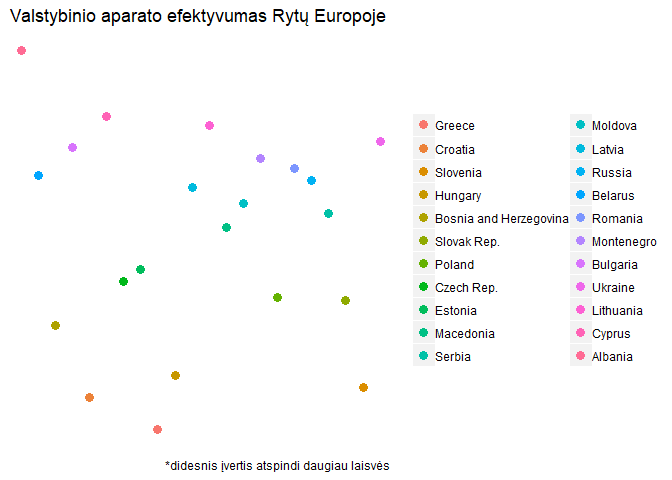 Valstybinio aparato efektyvumas Rytų Europoje
Greece
Croatia
Slovenia
Hungary
Bosnia and Herzegovina
Slovak Rep.
Poland
Czech Rep.
Estonia
Macedonia
Serbia
Moldova
Latvia
Russia
Belarus
Romania
Montenegro
Bulgaria
Ukraine
Lithuania
Cyprus
Albania
*didesnis įvertis atspindi daugiau laisvės